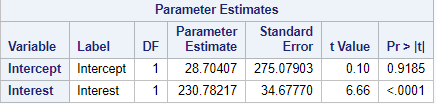 Parameter Estimates
Variable Label DF Parameter Estimate Standard Error t Value Pr > |t|
Intercept Intercept 1 28.70407 275.07903 0.10 0.9185
Interest Interest 1 230.78217 34.67770 6.66 <.0001